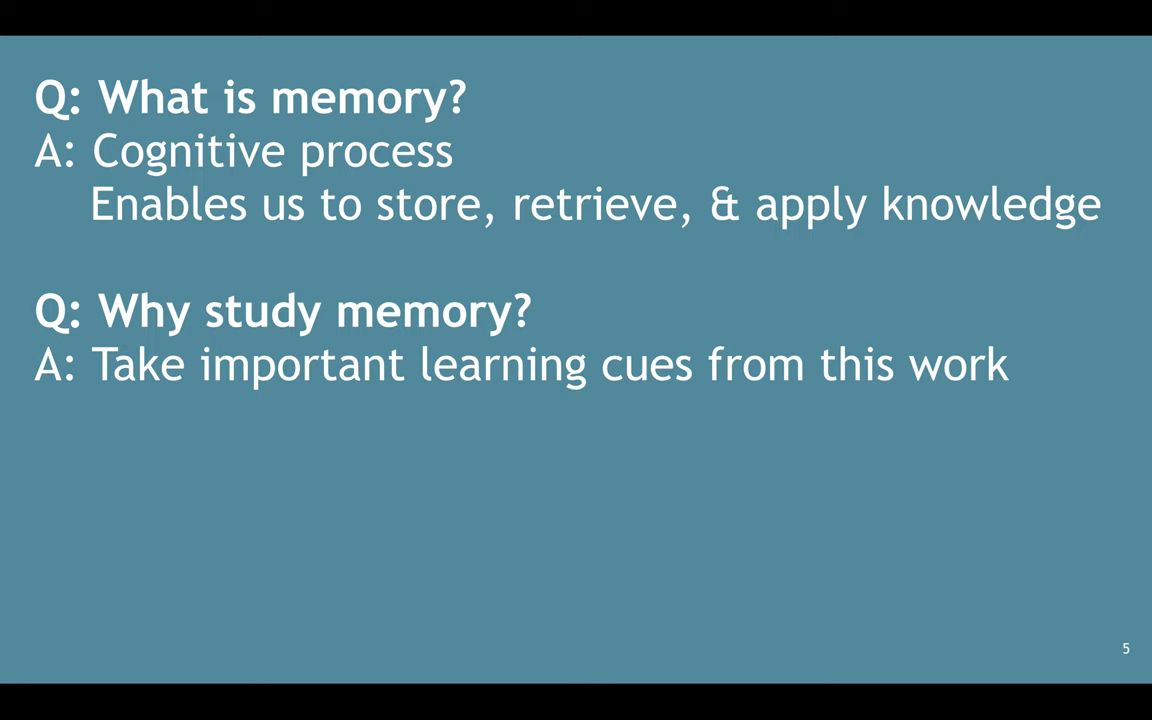 Q: What is memory?
A: Cognitive process
Enables us to store, retrieve, & apply knowledge
Q: Why study memory?
A: Take important learning cues from this work
5